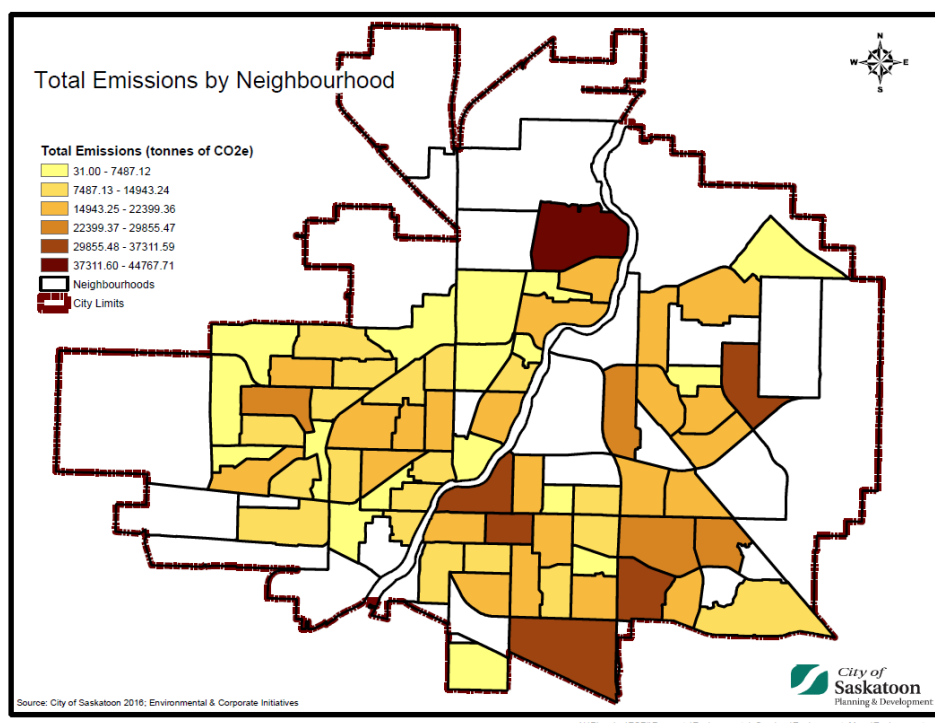 Total Emissions by Neighbourhood
N
W E
S
Total Emissions (tonnes of CO2e)
31.00 - 7487.12
7487.13 - 14943.24
14943.25 - 22399.36
22399.37 - 29855.47
29855.48 - 37311.59
37311.60 - 44767.71
Neighbourhoods
City Limits
City of
Saskatoon
Planning & Development
Source: City of Saskatoon 2016; Environmental & Corporate Initiatives